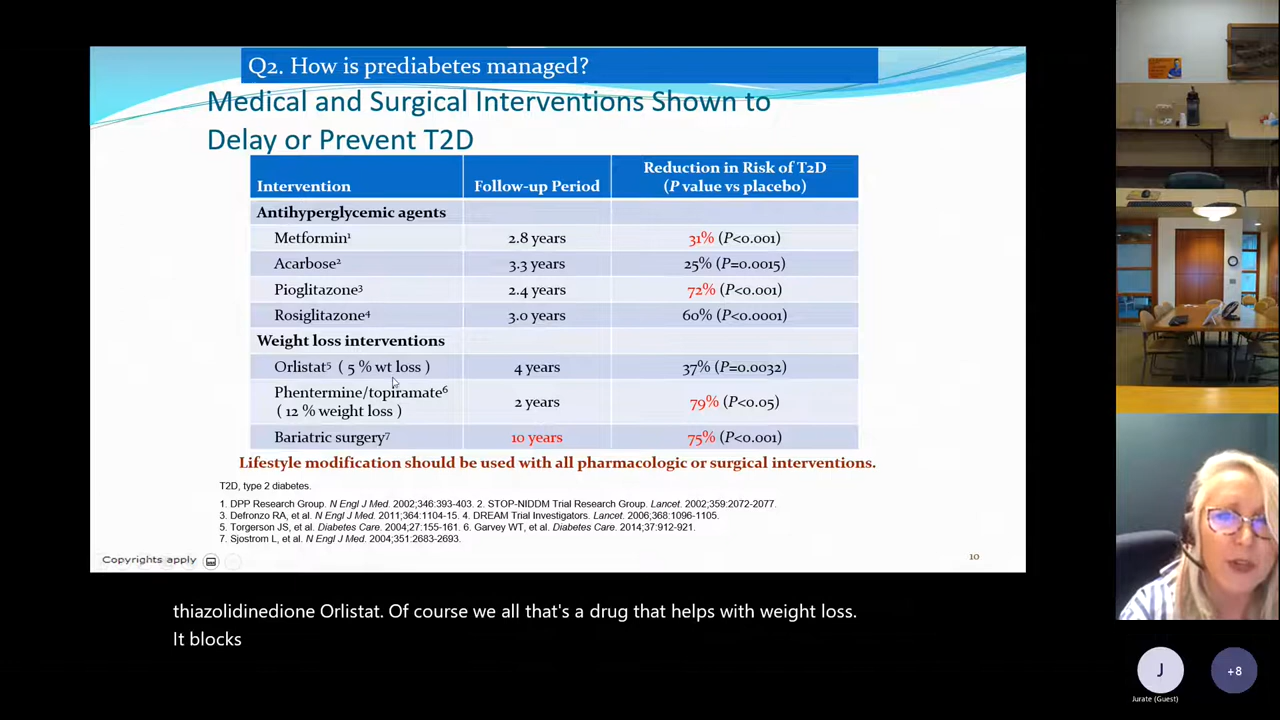 Q2. How is prediabetes managed?
Medical and Surgical Interventions Shown to
Delay or Prevent T2D
Intervention Follow-up Period Reduction in Risk of T2D
(P value vs placebo)
Antihyperglycemic agents
Metformin¹ 2.8 years 31% (P<0.001)
Acarbose² 3.3 years 25% (P=0.0015)
Pioglitazone³ 2.4 years 72% (P<0.001)
Rosiglitazone⁴ 3.0 years 60% (P<0.0001)
Weight loss interventions
Orlistat⁵ ( 5 % wt loss ) 4 years 37% (P=0.0032)
Phentermine/topiramate⁶
( 12 % weight loss ) 2 years 79% (P<0.05)
Bariatric surgery⁷ 10 years 75% (P<0.001)
Lifestyle modification should be used with all pharmacologic or surgical interventions.
T2D, type 2 diabetes.
1. DPP Research Group. N Engl J Med. 2002;346:393-403. 2. STOP-NIDDM Trial Research Group. Lancet. 2002;359:2072-2077.
3. Defronzo RA, et al. N Engl J Med. 2011;364:1104-15. 4. DREAM Trial Investigators. Lancet. 2006;368:1096-1105.
5. Torgerson JS, et al. Diabetes Care. 2004;27:155-161. 6. Garvey WT, et al. Diabetes Care. 2014;37:912-921.
7. Sjostrom L, et al. N Engl J Med. 2004;351:2683-2693.
Copyrights apply
10
thiazolidinedione Orlistat. Of course we all that's a drug that helps with weight loss.
It blocks
J
+8
Jurate (Guest)